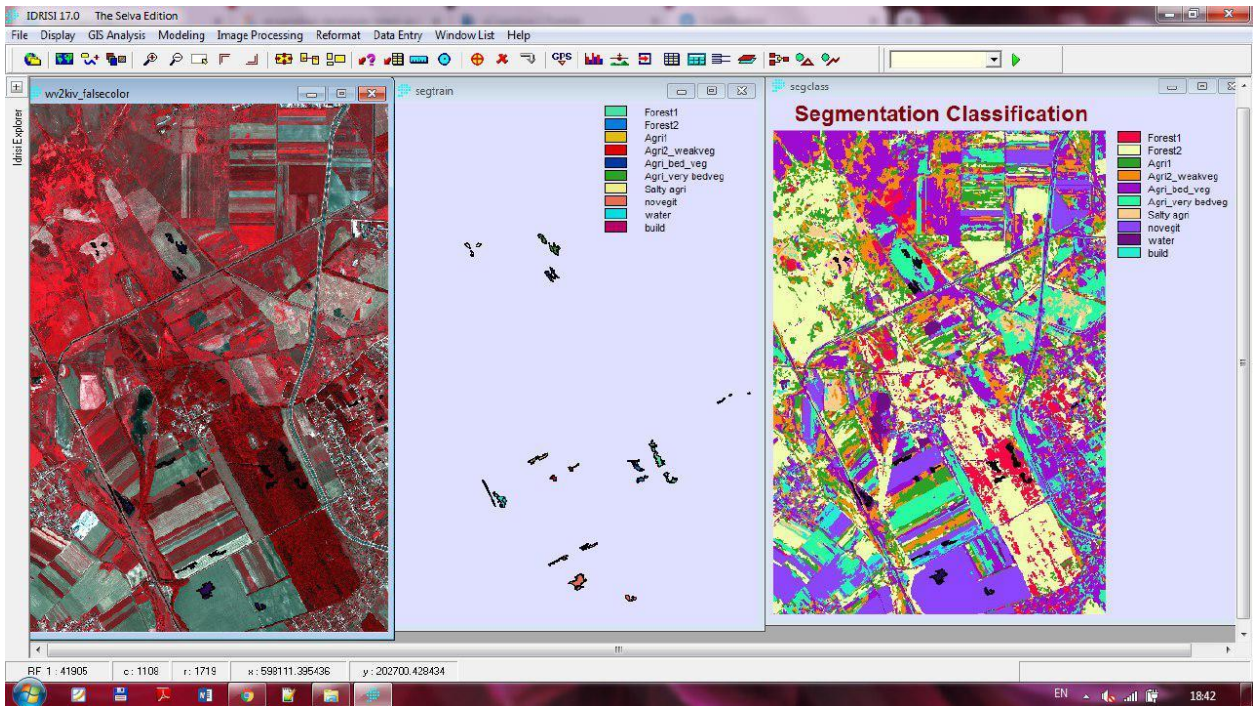 IDRISI 17.0 The Selva Edition
File Display GIS Analysis Modeling Image Processing Reformat Data Entry Window List Help
GPS
Idrisi Explorer
wv2kiv_falsecolor
segtrain
Forest1
Forest2
Agri1
Agri2_weakveg
Agri_bed_veg
Agri_very bedveg
Salty agri
novegit
water
build
segclass
Segmentation Classification
Forest1
Forest2
Agri1
Agri2_weakveg
Agri_bed_veg
Agri_very bedveg
Salty agri
novegit
water
build
RF 1 : 41905 c : 1108 r : 1719 x : 598111.395436 y : 202700.428434
EN 18:42